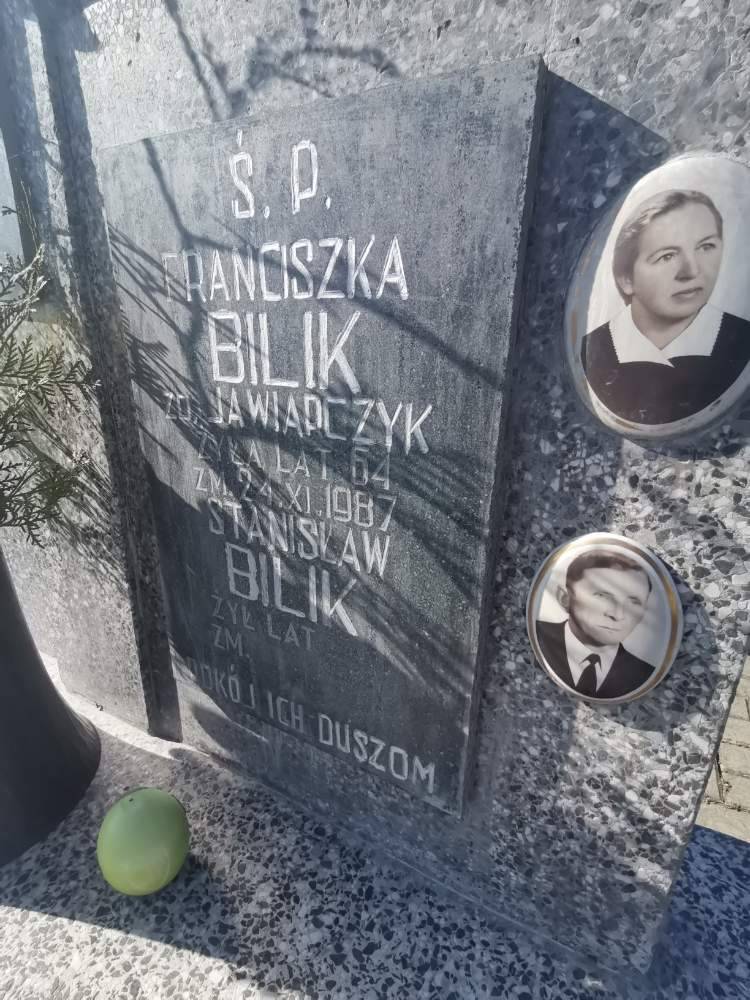 Ś. P.
FRANCISZKA
BILIK
ZD. JAWIAPCZYK
ŻYŁA LAT 64
ZM. 24.XI.1987
STANISŁAW
BILIK
ŻYŁ LAT
ZM.
POKÓJ ICH DUSZOM